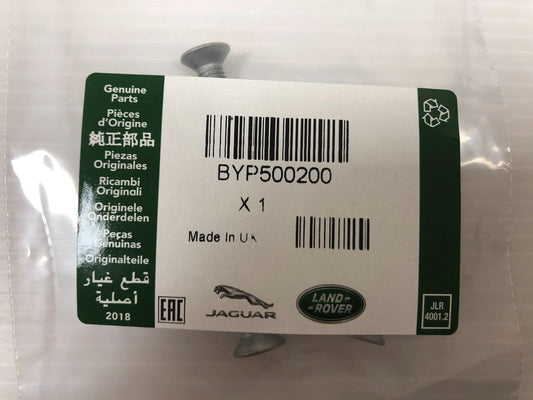 Genuine
Parts
Pièces
d'Origine
純正部品
Piezas
Originales
Ricambi
Originali
Originele
Onderdelen
Peças
Genuinas
Originalteile
قطع غيار
أصلية
2018
BYP500200
X 1
Made In UK
EAC
JAGUAR
LAND
ROVER
JLR
4001.2